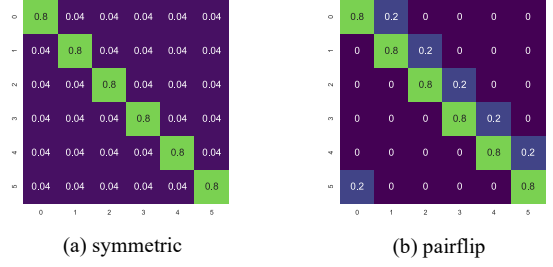 0 0.8 0.04 0.04 0.04 0.04 0.04
1 0.04 0.8 0.04 0.04 0.04 0.04
2 0.04 0.04 0.8 0.04 0.04 0.04
3 0.04 0.04 0.04 0.8 0.04 0.04
4 0.04 0.04 0.04 0.04 0.8 0.04
5 0.04 0.04 0.04 0.04 0.04 0.8
0 1 2 3 4 5
(a) symmetric
0 0.8 0.2 0 0 0 0
1 0 0.8 0.2 0 0 0
2 0 0 0.8 0.2 0 0
3 0 0 0 0.8 0.2 0
4 0 0 0 0 0.8 0.2
5 0.2 0 0 0 0 0.8
0 1 2 3 4 5
(b) pairflip